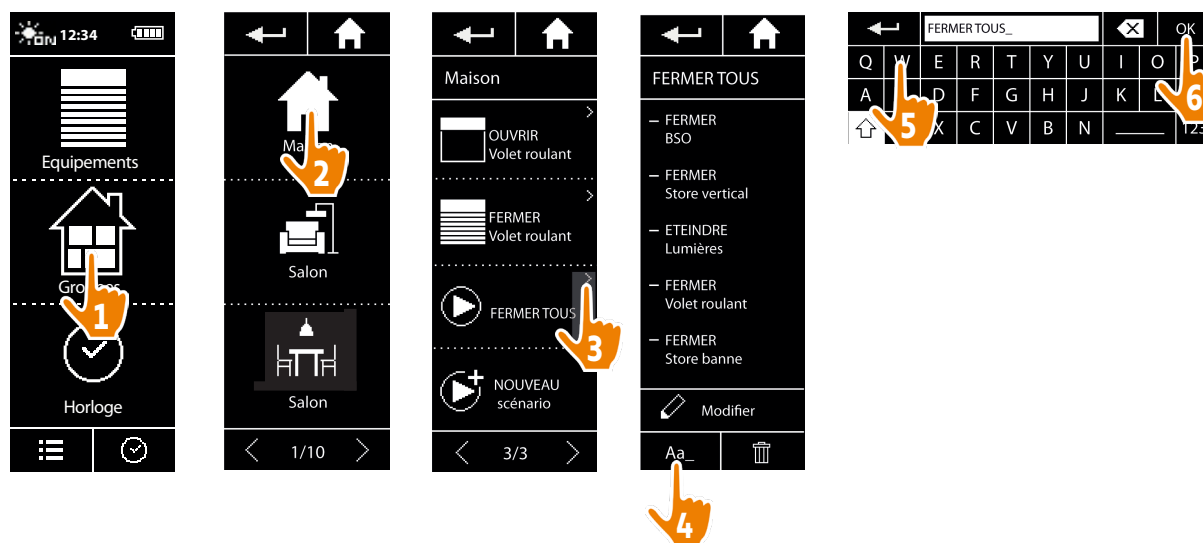 ON 12:34
Equipements
1
Horloge
2
Salon
Salon
1/10
Maison
OUVRIR
Volet roulant
FERMER
Volet roulant
FERMER TOUS
3
NOUVEAU
scénario
3/3
FERMER TOUS
– FERMER
BSO
– FERMER
Store vertical
– ETEINDRE
Lumières
– FERMER
Volet roulant
– FERMER
Store banne
Modifier
Aa_
4
FERMER TOUS_ OK
Q W E R T Y U I O P
A D F G H J K L
X C V B N 123
5
6